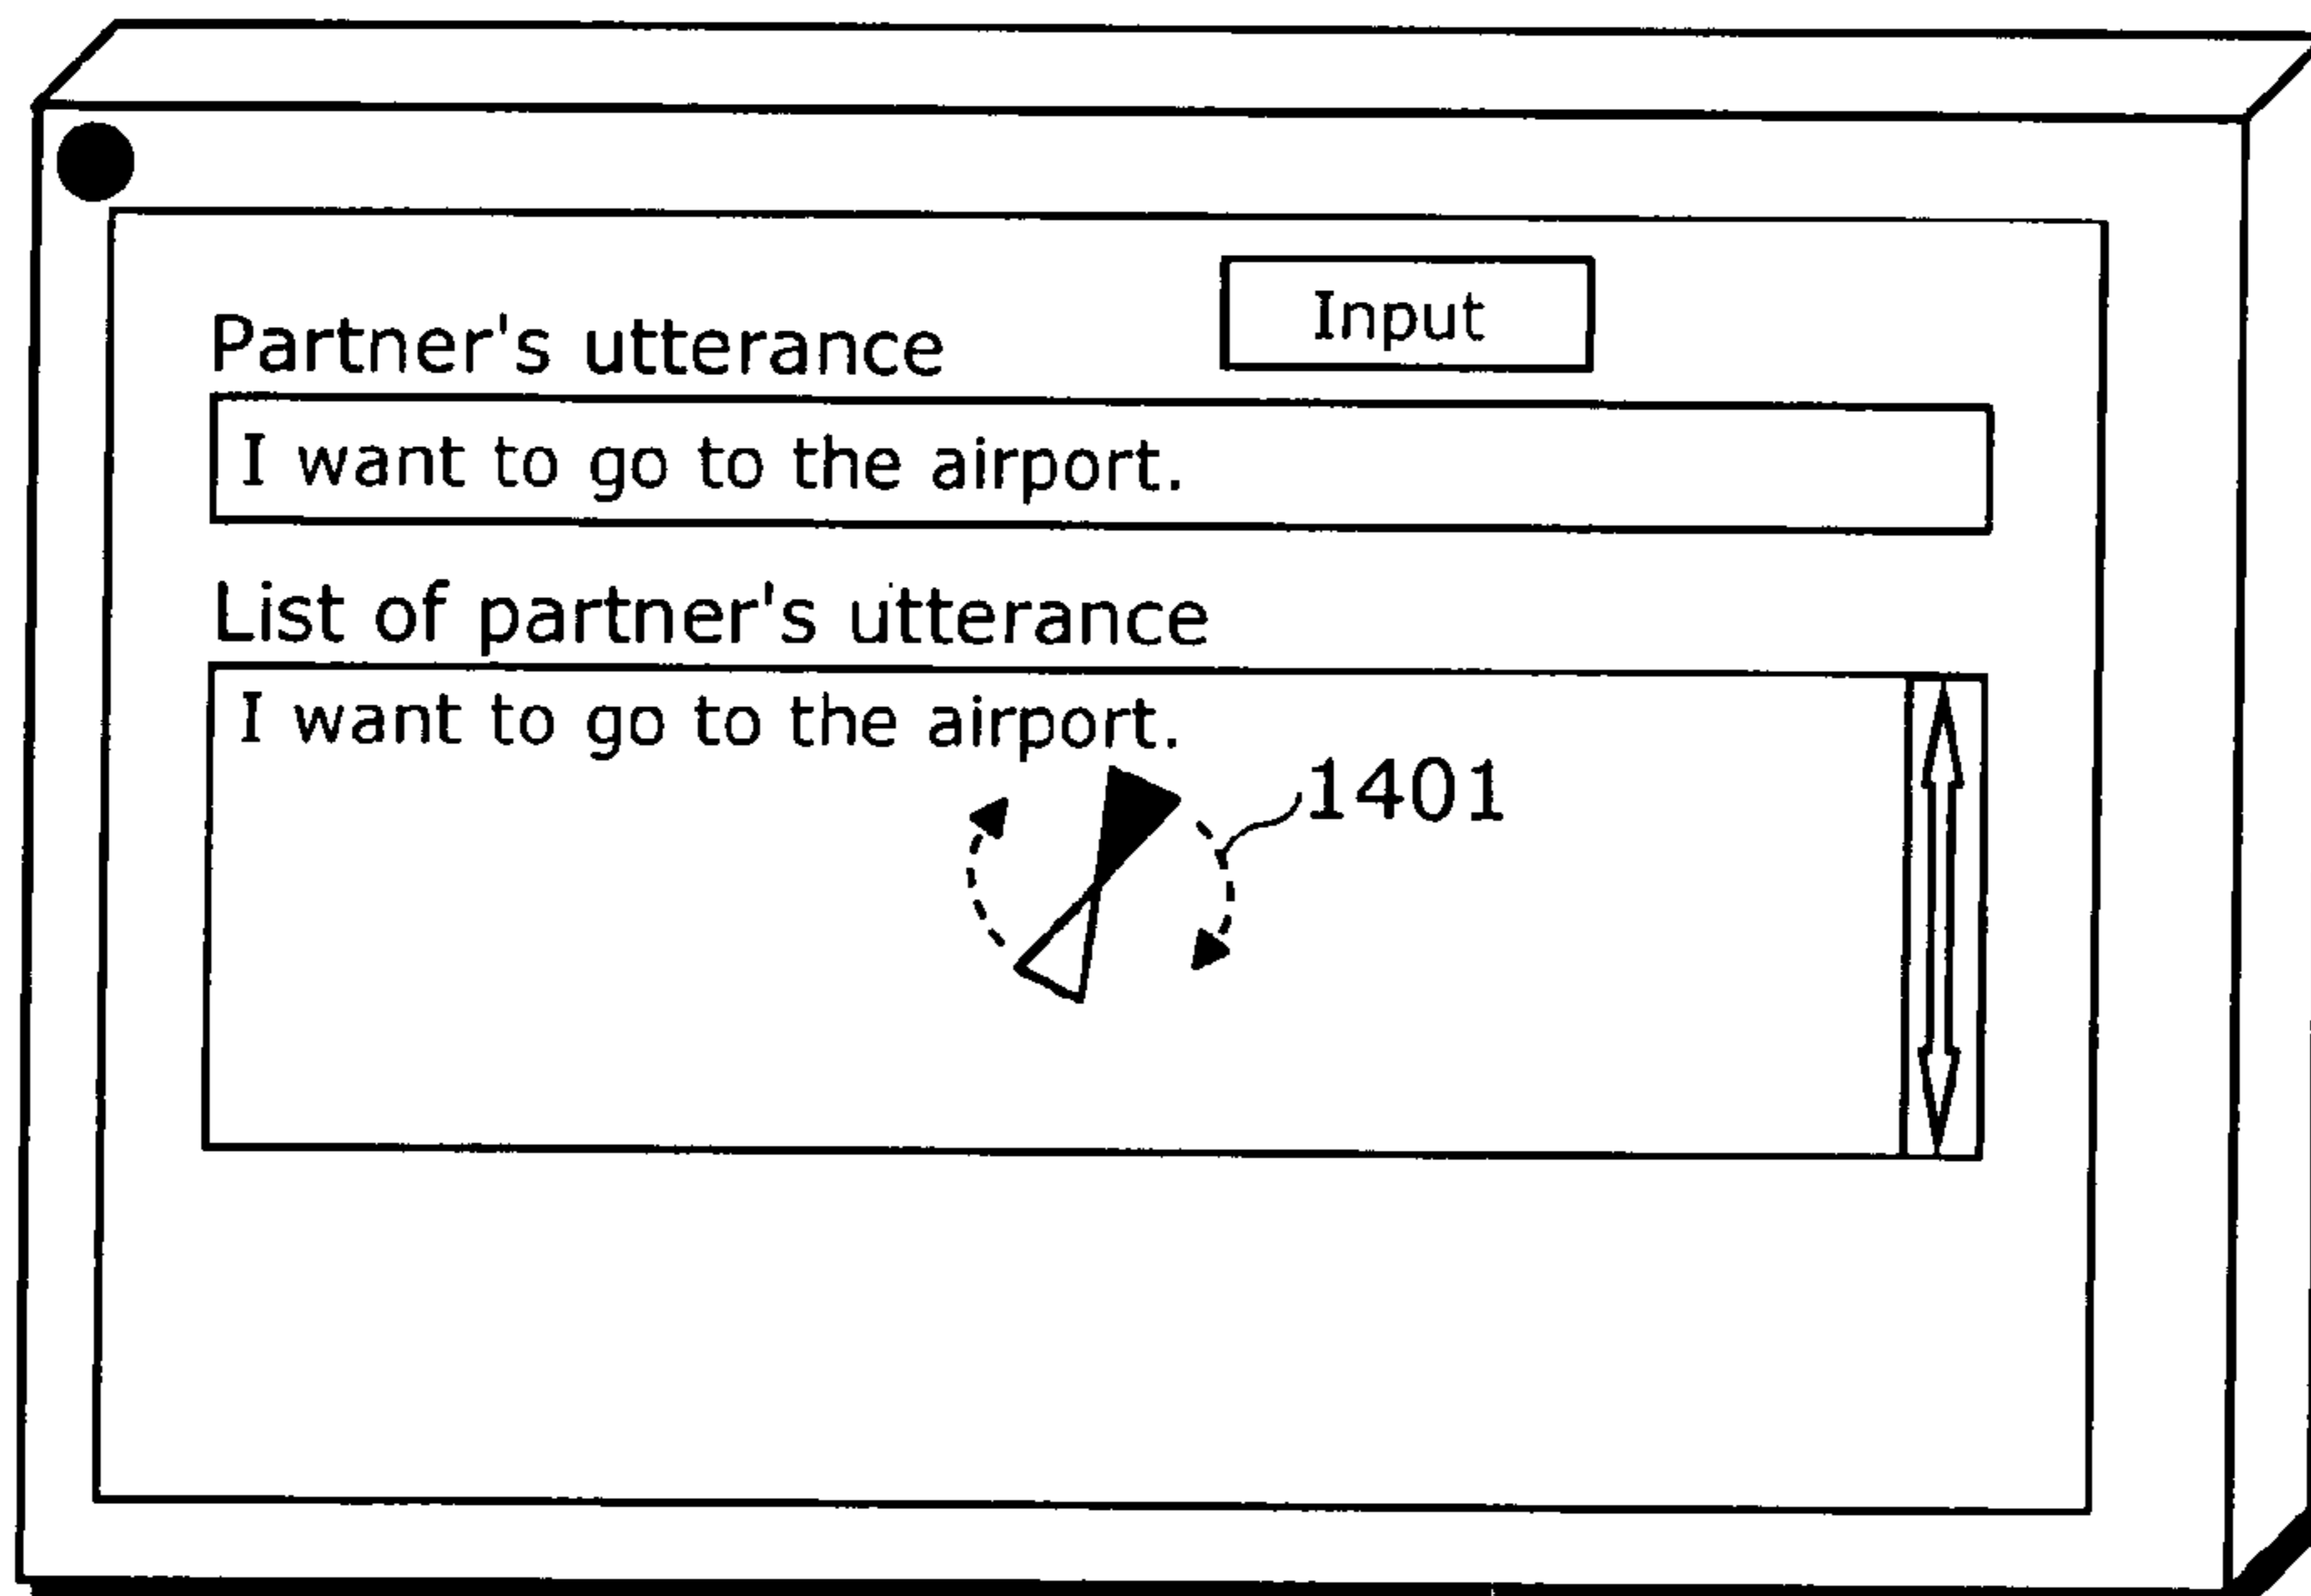 Input
Partner's utterance
I want to go to the airport.
List of partner's utterance
I want to go to the airport.
1401